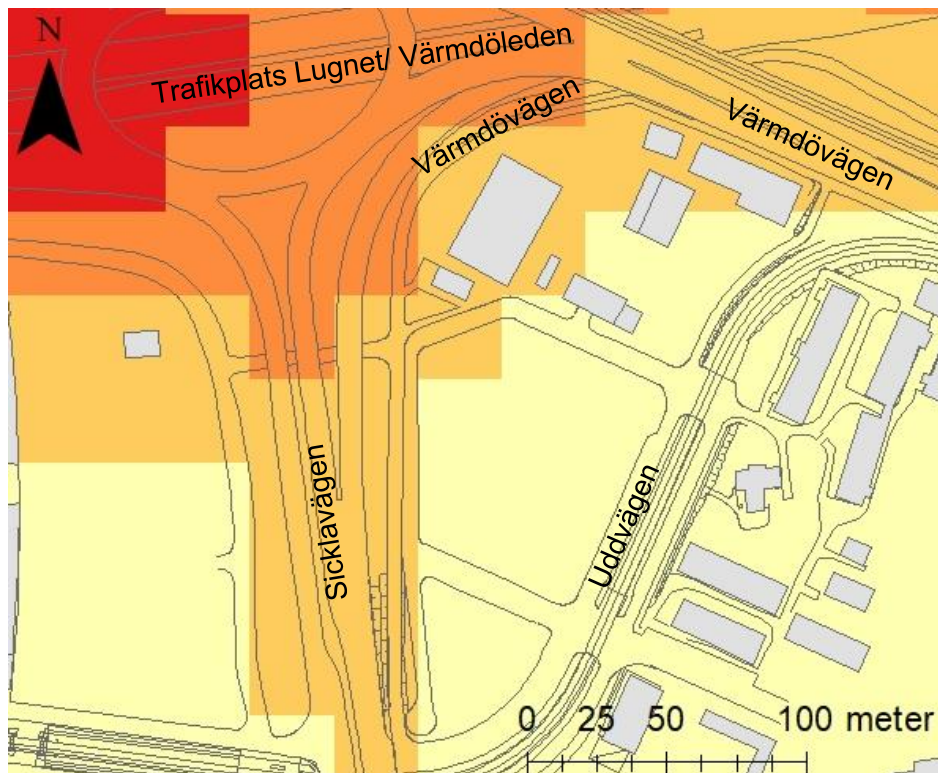 N
Trafikplats Lugnet/ Värmdöleden
Värmdövägen
Värmdövägen
Sicklavägen
Uddvägen
0 25 50 100 meter